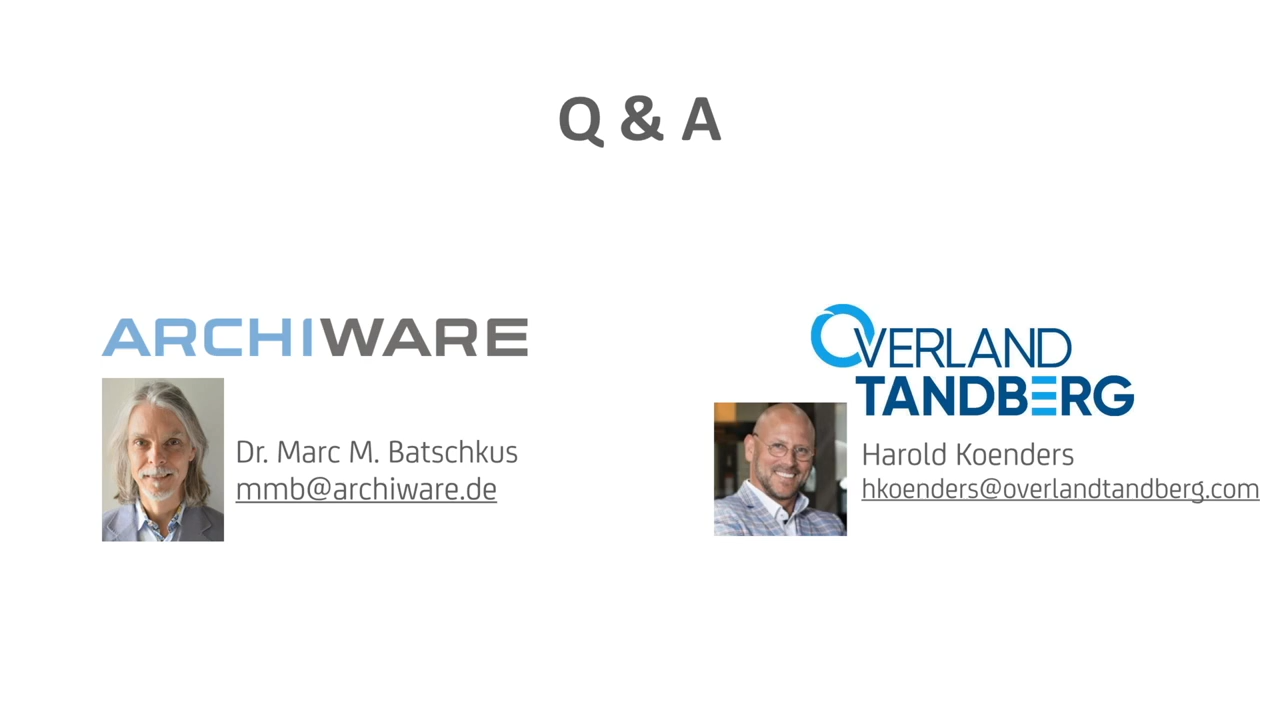 Q & A
ARCHIWARE
Dr. Marc M. Batschkus
mmb@archiware.de
OVERLAND
TANDBERG
Harold Koenders
hkoenders@overlandtandberg.com